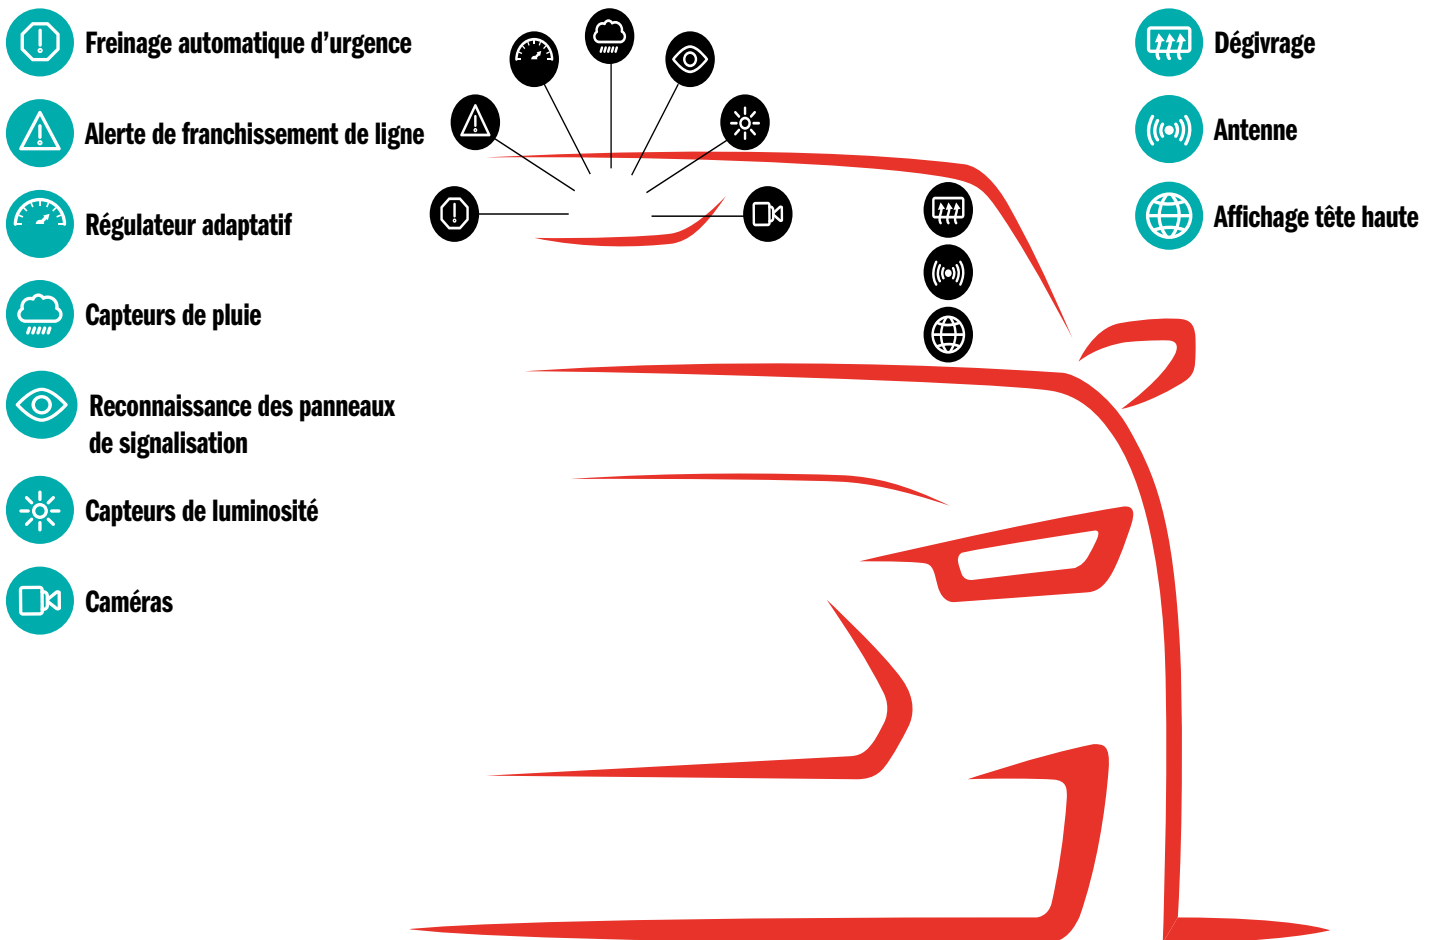 Freinage automatique d’urgence
Alerte de franchissement de ligne
Régulateur adaptatif
Capteurs de pluie
Reconnaissance des panneaux
de signalisation
Capteurs de luminosité
Caméras
Dégivrage
Antenne
Affichage tête haute